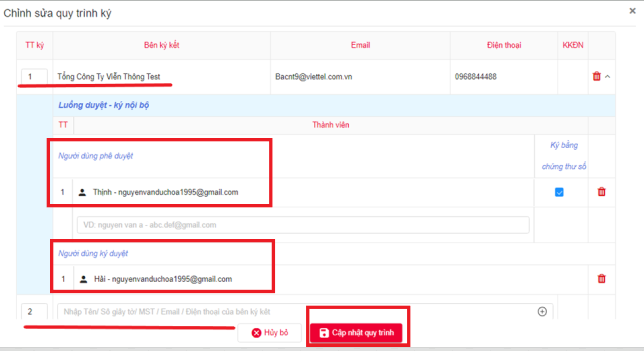 Chỉnh sửa quy trình ký ×
TT ký Bên ký kết Email Điện thoại KKĐN
1 Tổng Công Ty Viễn Thông Test Bacnt9@viettel.com.vn 0968844488
Luồng duyệt - ký nội bộ
TT Thành viên
Người dùng phê duyệt Ký bằng chứng thư số
1 Thịnh - nguyenvanduchoa1995@gmail.com
VD: nguyen van a - abc.def@gmail.com
Người dùng ký duyệt
1 Hải - nguyenvanduchoa1995@gmail.com
2 Nhập Tên/ Số giấy tờ/ MST / Email / Điện thoại của bên ký kết
Hủy bỏ Cập nhật quy trình